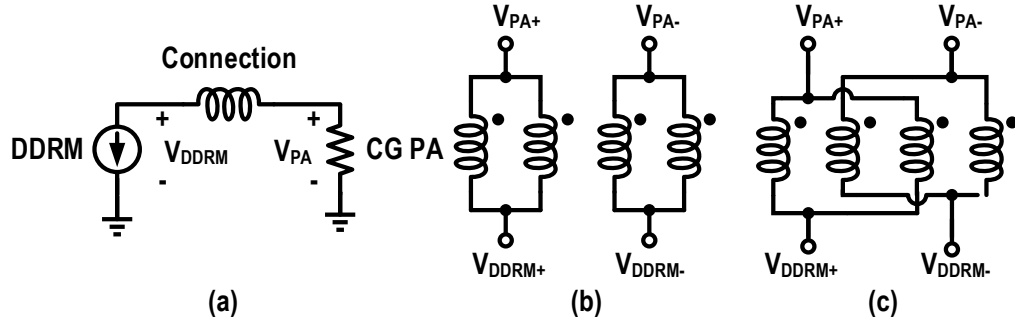 V_PA+ V_PA- V_PA+ V_PA-
Connection
+ +
DDRM V_DDRM V_PA CG PA
- -
V_DDRM+ V_DDRM- V_DDRM+ V_DDRM-
(a) (b) (c)